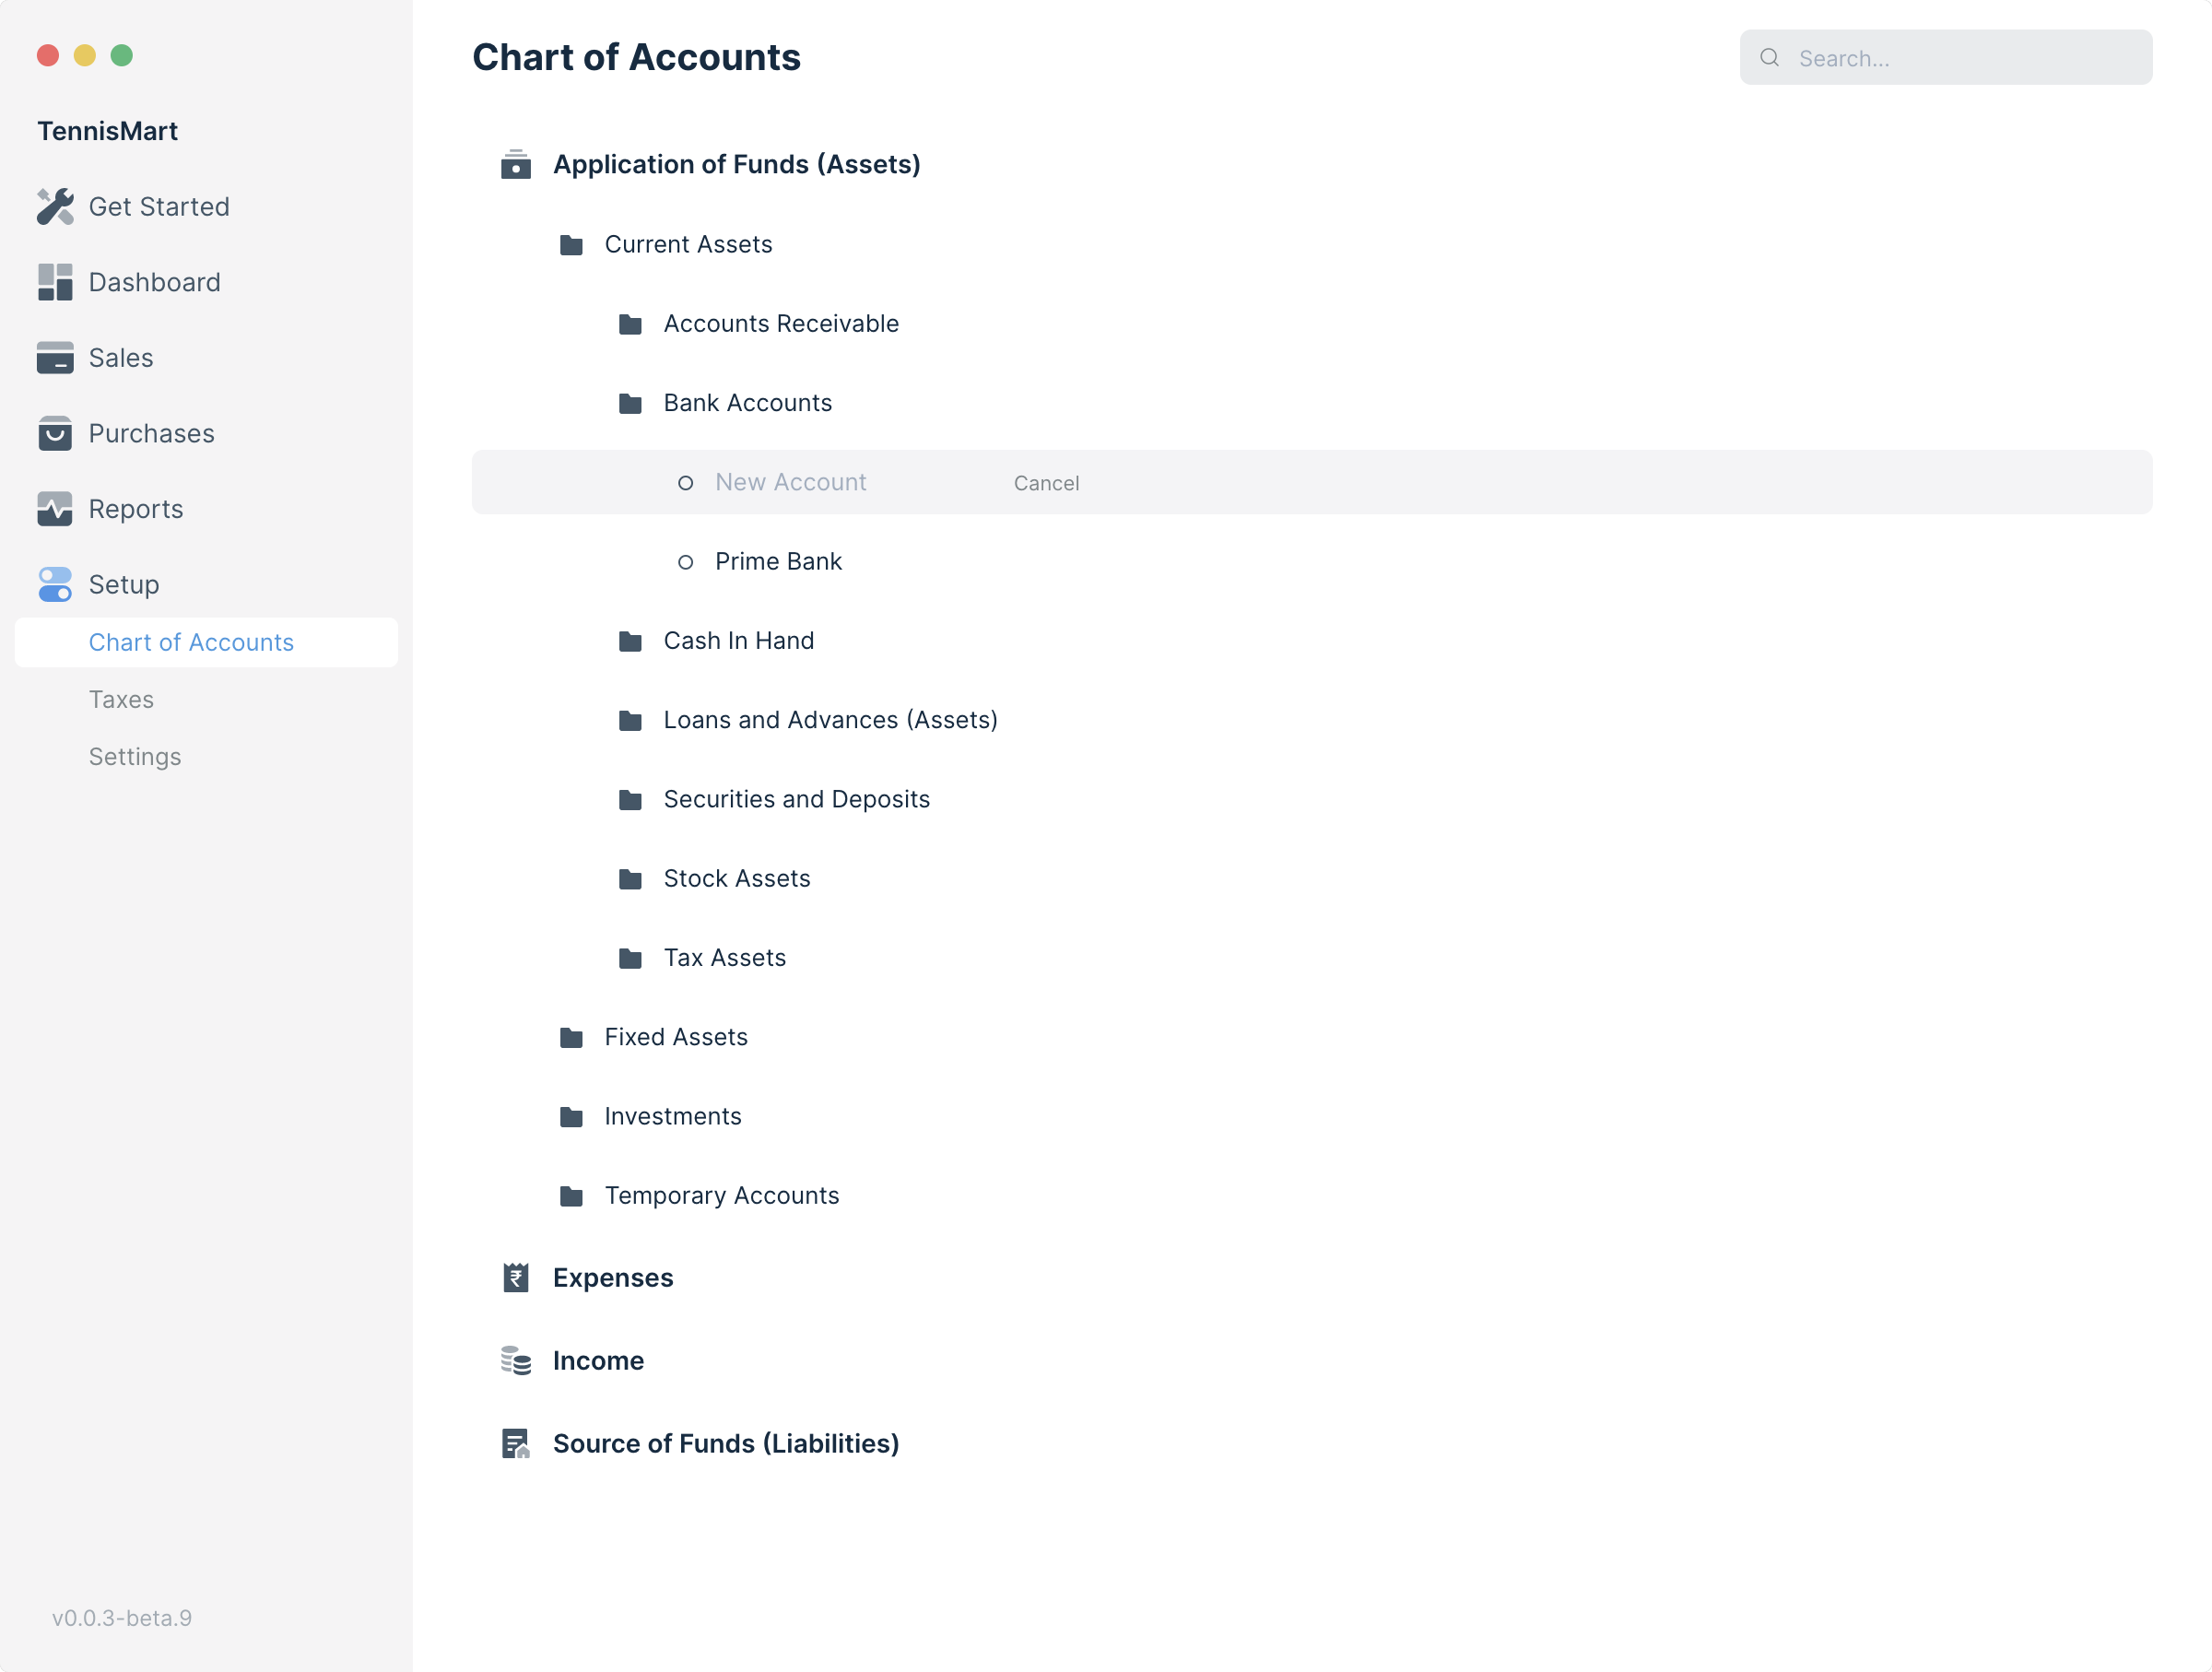 TennisMart
Get Started
Dashboard
Sales
Purchases
Reports
Setup
Chart of Accounts
Taxes
Settings
v0.0.3-beta.9
Chart of Accounts
Search...
Application of Funds (Assets)
Current Assets
Accounts Receivable
Bank Accounts
New Account Cancel
Prime Bank
Cash In Hand
Loans and Advances (Assets)
Securities and Deposits
Stock Assets
Tax Assets
Fixed Assets
Investments
Temporary Accounts
₹ Expenses
Income
Source of Funds (Liabilities)